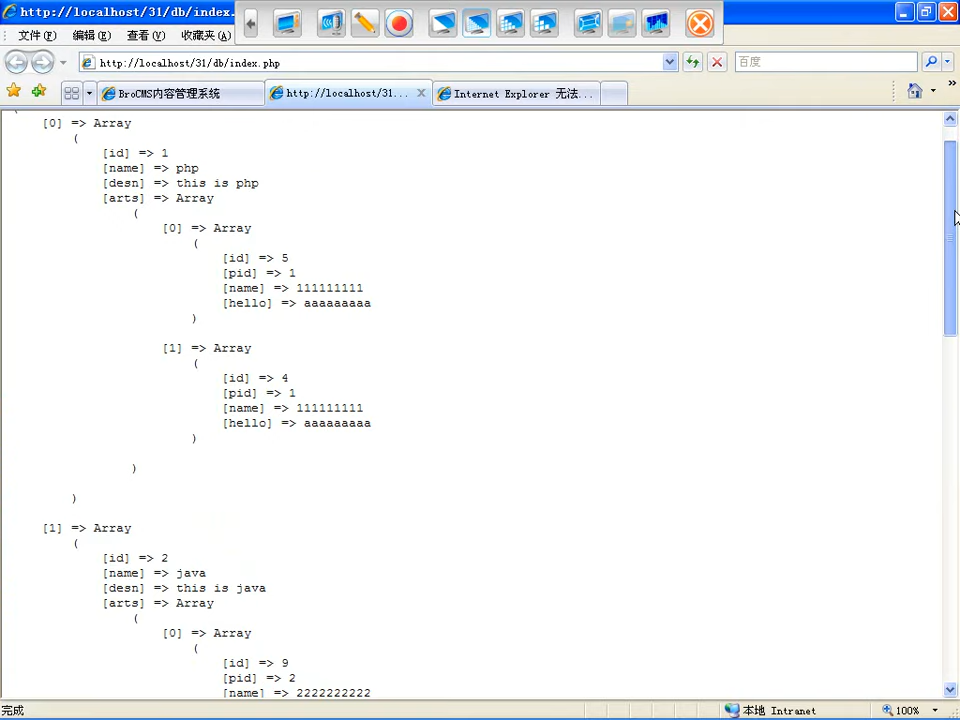 http://localhost/31/db/index.
文件(F) 编辑(E) 查看(V) 收藏夹(A)
http://localhost/31/db/index.php
百度
BroCMS内容管理系统
http://localhost/31...
Internet Explorer 无法...
(
[0] => Array
(
[id] => 1
[name] => php
[desn] => this is php
[arts] => Array
(
[0] => Array
(
[id] => 5
[pid] => 1
[name] => 111111111
[hello] => aaaaaaaaa
)
[1] => Array
(
[id] => 4
[pid] => 1
[name] => 111111111
[hello] => aaaaaaaaa
)
)
)
[1] => Array
(
[id] => 2
[name] => java
[desn] => this is java
[arts] => Array
(
[0] => Array
(
[id] => 9
[pid] => 2
[name] => 2222222222
完成
本地 Intranet
100%